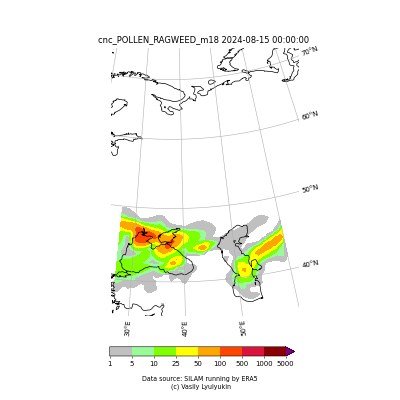 cnc_POLLEN_RAGWEED_m18 2024-08-15 00:00:00
70°N
60°N
50°N
40°N
30°E 40°E 50°E
1 5 10 25 50 100 500 1000 5000
Data source: SILAM running by ERA5
(c) Vasily Lyulyukin